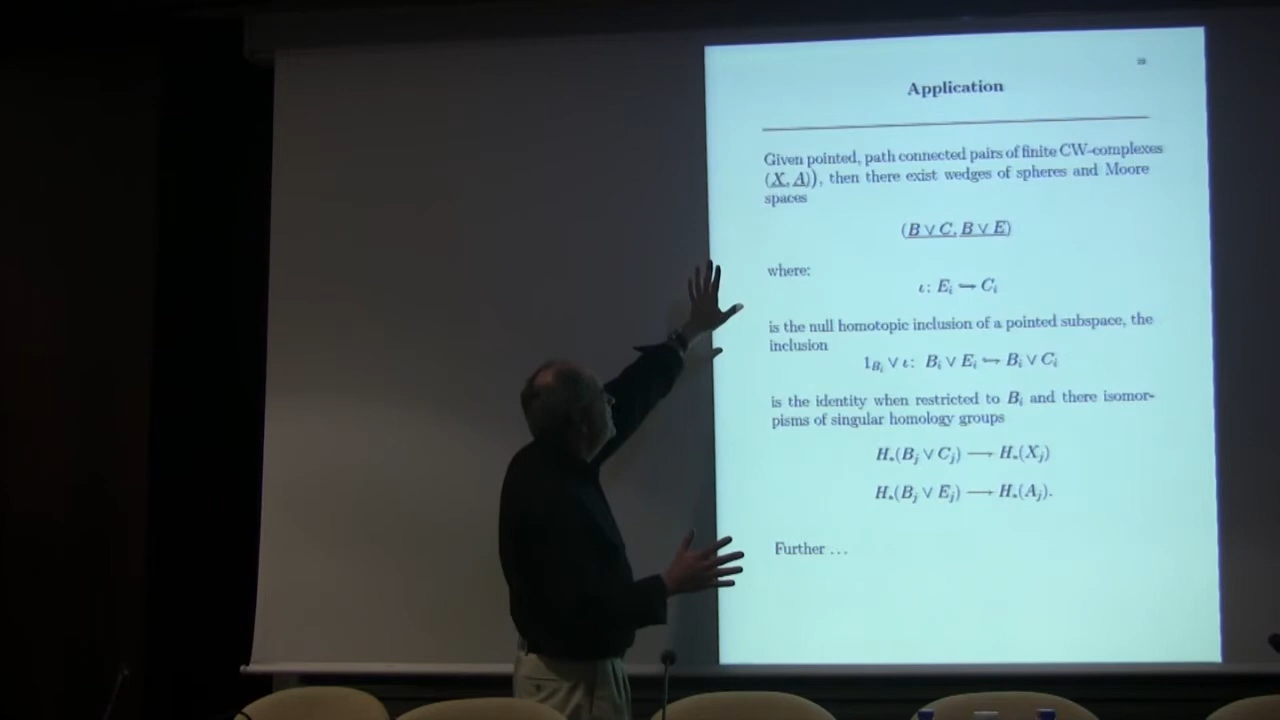 Application
Given pointed, path connected pairs of finite CW-complexes
(X, A)), then there exist wedges of spheres and Moore
spaces
(B ∨ C, B ∨ E)
where:
ι: E_i ↪ C_i
is the null homotopic inclusion of a pointed subspace, the
inclusion
1_{B_i} ∨ ι: B_i ∨ E_i ↪ B_i ∨ C_i
is the identity when restricted to B_i and there isomor-
pisms of singular homology groups
H_*(B_j ∨ C_j) ⟶ H_*(X_j)
H_*(B_j ∨ E_j) ⟶ H_*(A_j).
Further ...